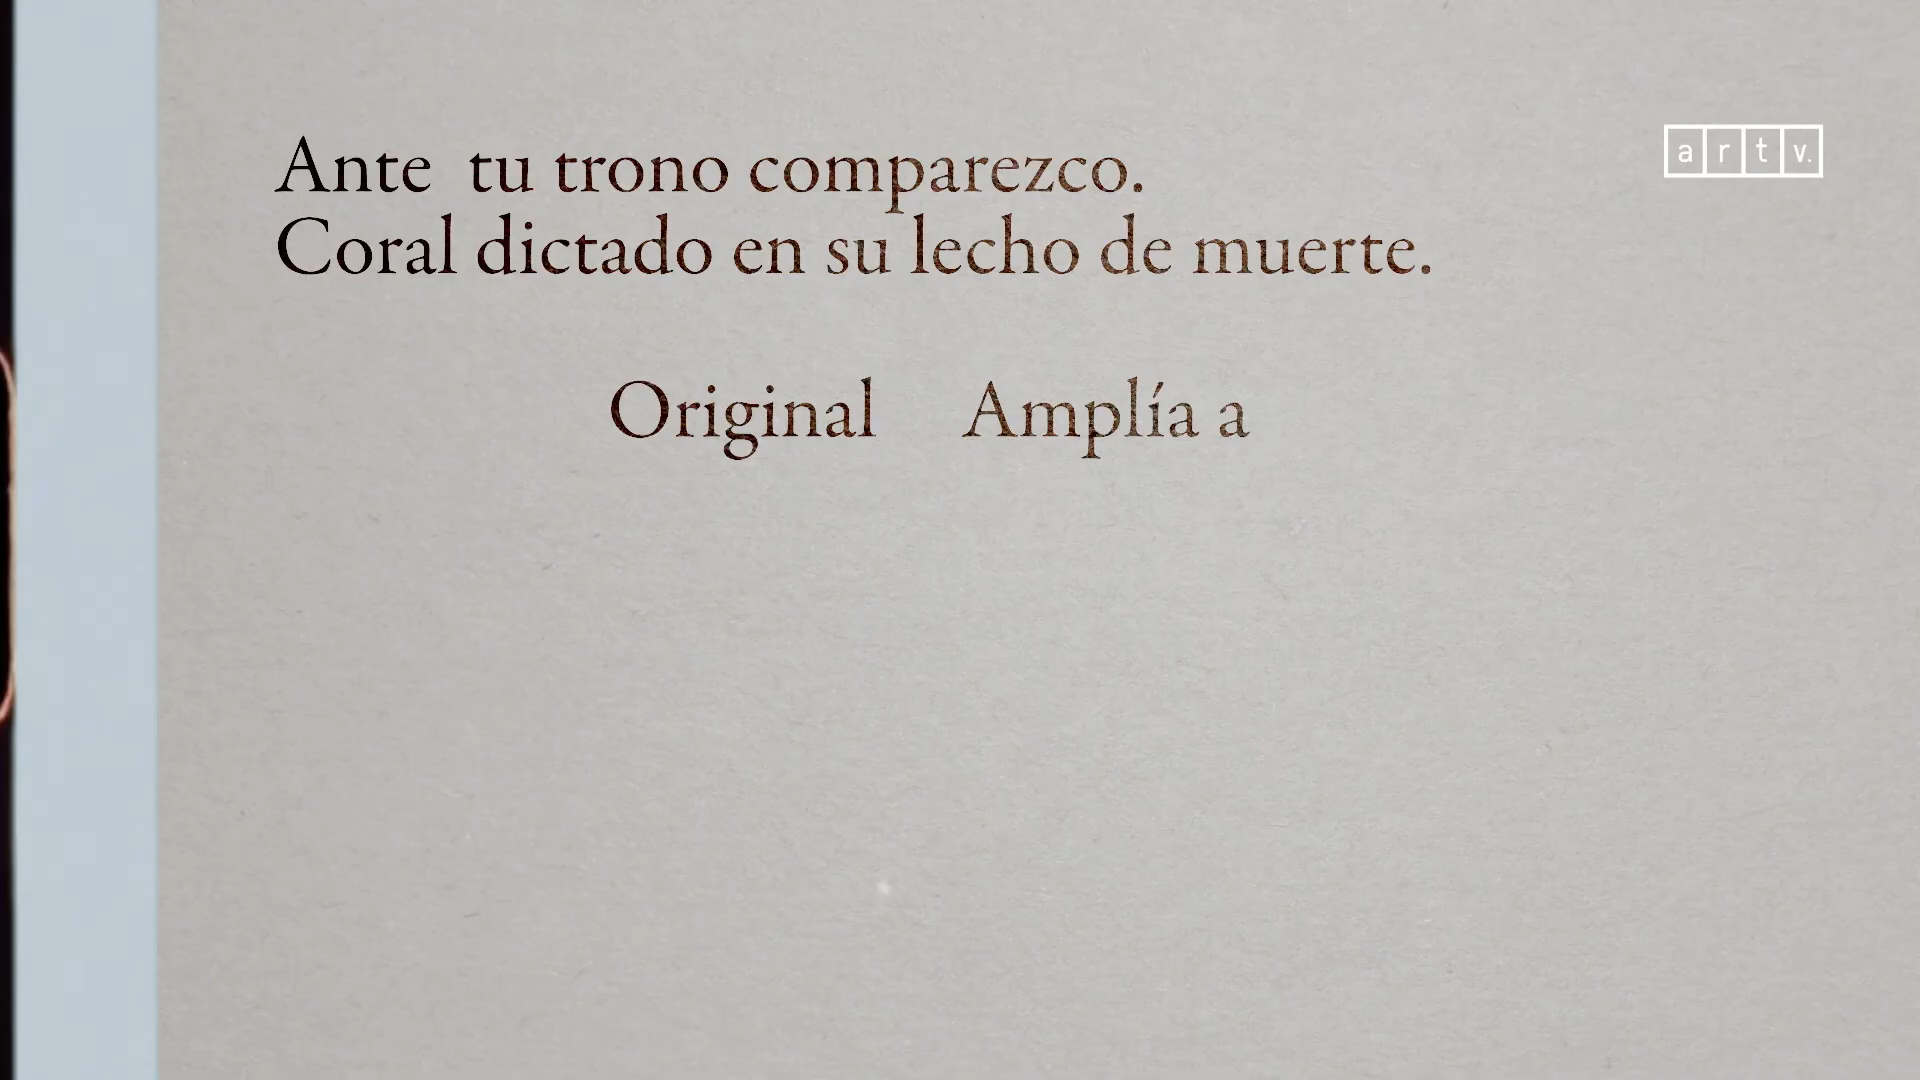 Ante tu trono comparezco.
artv.
Coral dictado en su lecho de muerte.
Original Amplía a